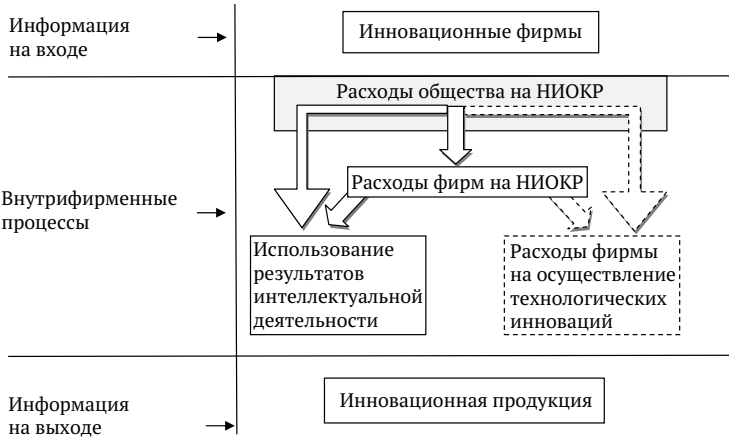 Информация
на входе
Инновационные фирмы
Расходы общества на НИОКР
Расходы фирм на НИОКР
Внутрифирменные
процессы
Использование
результатов
интеллектуальной
деятельности
Расходы фирмы
на осуществление
технологических
инноваций
Инновационная продукция
Информация
на выходе